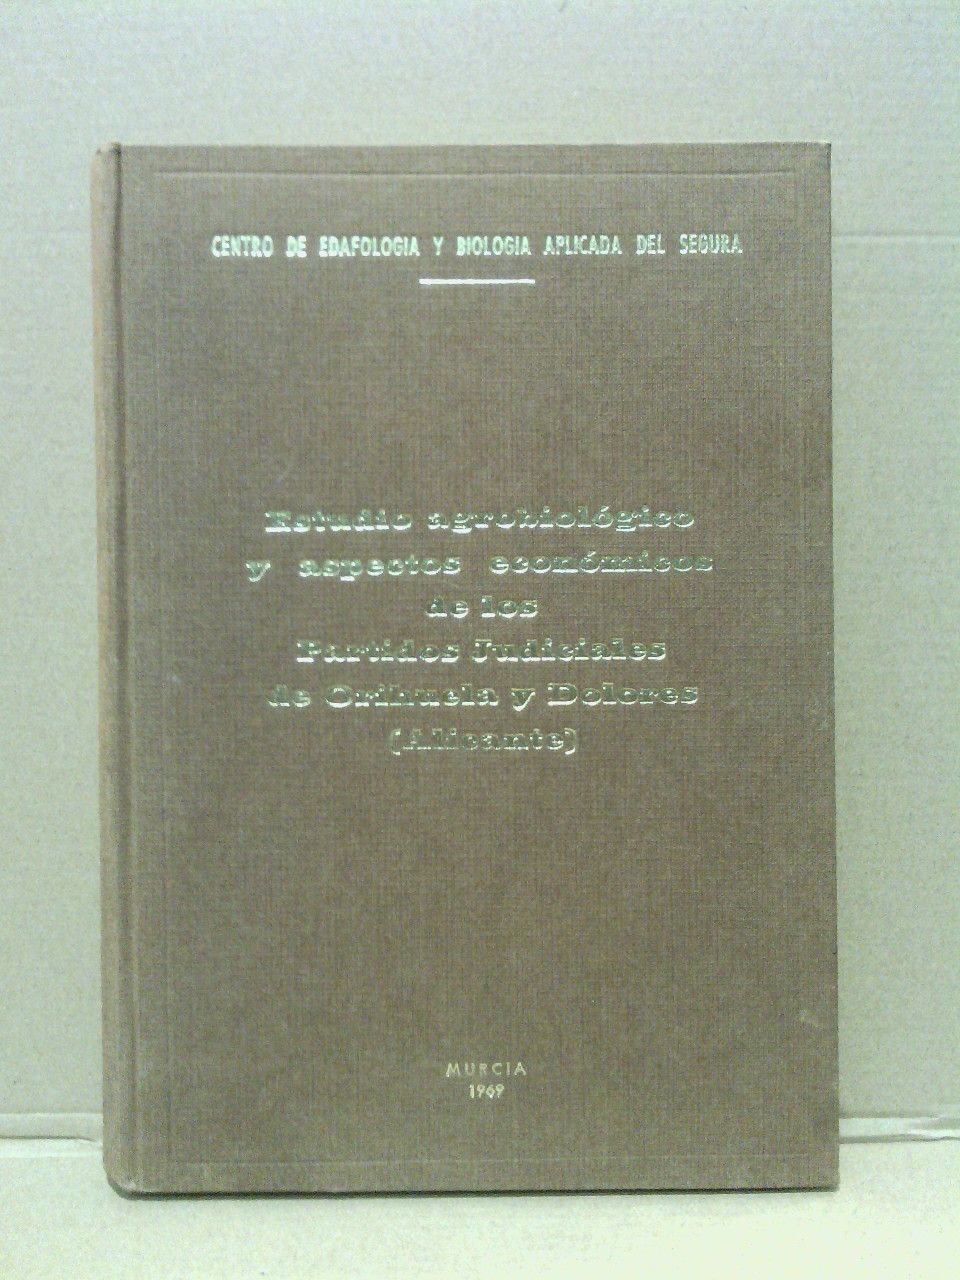 CENTRO DE EDAFOLOGIA Y BIOLOGIA APLICADA DEL SEGURA
Estudio agrobiológico
y aspectos económicos
de los
Partidos Judiciales
de Orihuela y Dolores
(Alicante)
MURCIA
1969